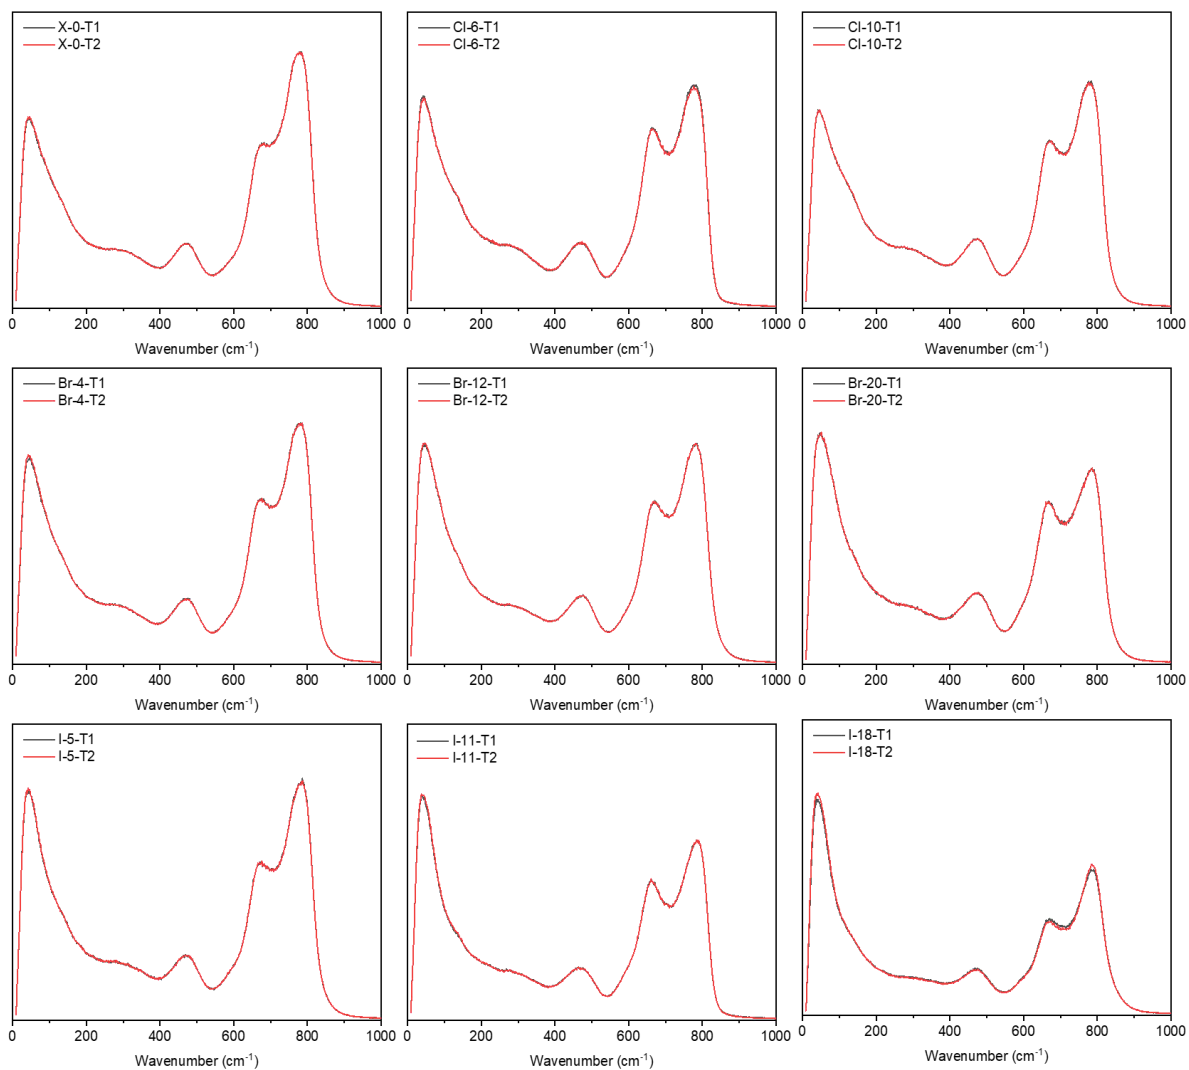 X-0-T1
X-0-T2
0 200 400 600 800 1000
Wavenumber (cm⁻¹)
Cl-6-T1
Cl-6-T2
0 200 400 600 800 1000
Wavenumber (cm⁻¹)
Cl-10-T1
Cl-10-T2
0 200 400 600 800 1000
Wavenumber (cm⁻¹)
Br-4-T1
Br-4-T2
0 200 400 600 800 1000
Wavenumber (cm⁻¹)
Br-12-T1
Br-12-T2
0 200 400 600 800 1000
Wavenumber (cm⁻¹)
Br-20-T1
Br-20-T2
0 200 400 600 800 1000
Wavenumber (cm⁻¹)
I-5-T1
I-5-T2
0 200 400 600 800 1000
Wavenumber (cm⁻¹)
I-11-T1
I-11-T2
0 200 400 600 800 1000
Wavenumber (cm⁻¹)
I-18-T1
I-18-T2
0 200 400 600 800 1000
Wavenumber (cm⁻¹)